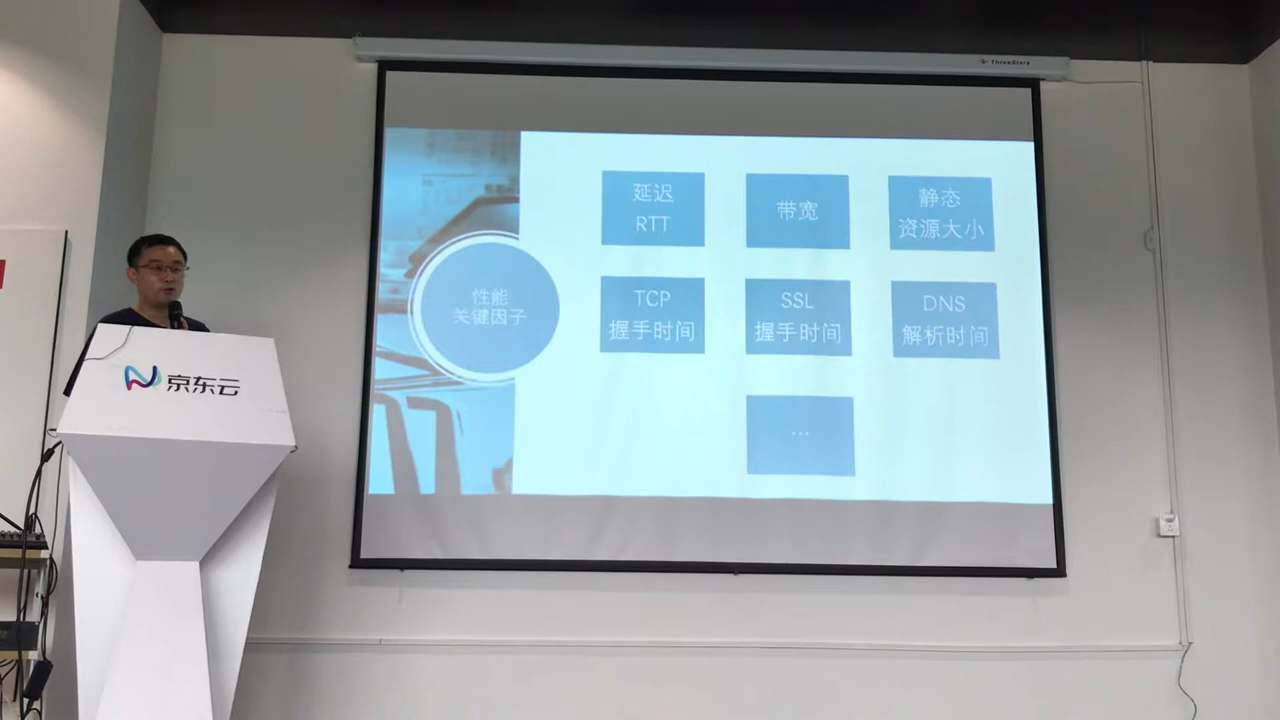 ThreeStars
延迟
RTT
带宽
静态
资源大小
性能
关键因子
TCP
握手时间
SSL
握手时间
DNS
解析时间
...
京东云